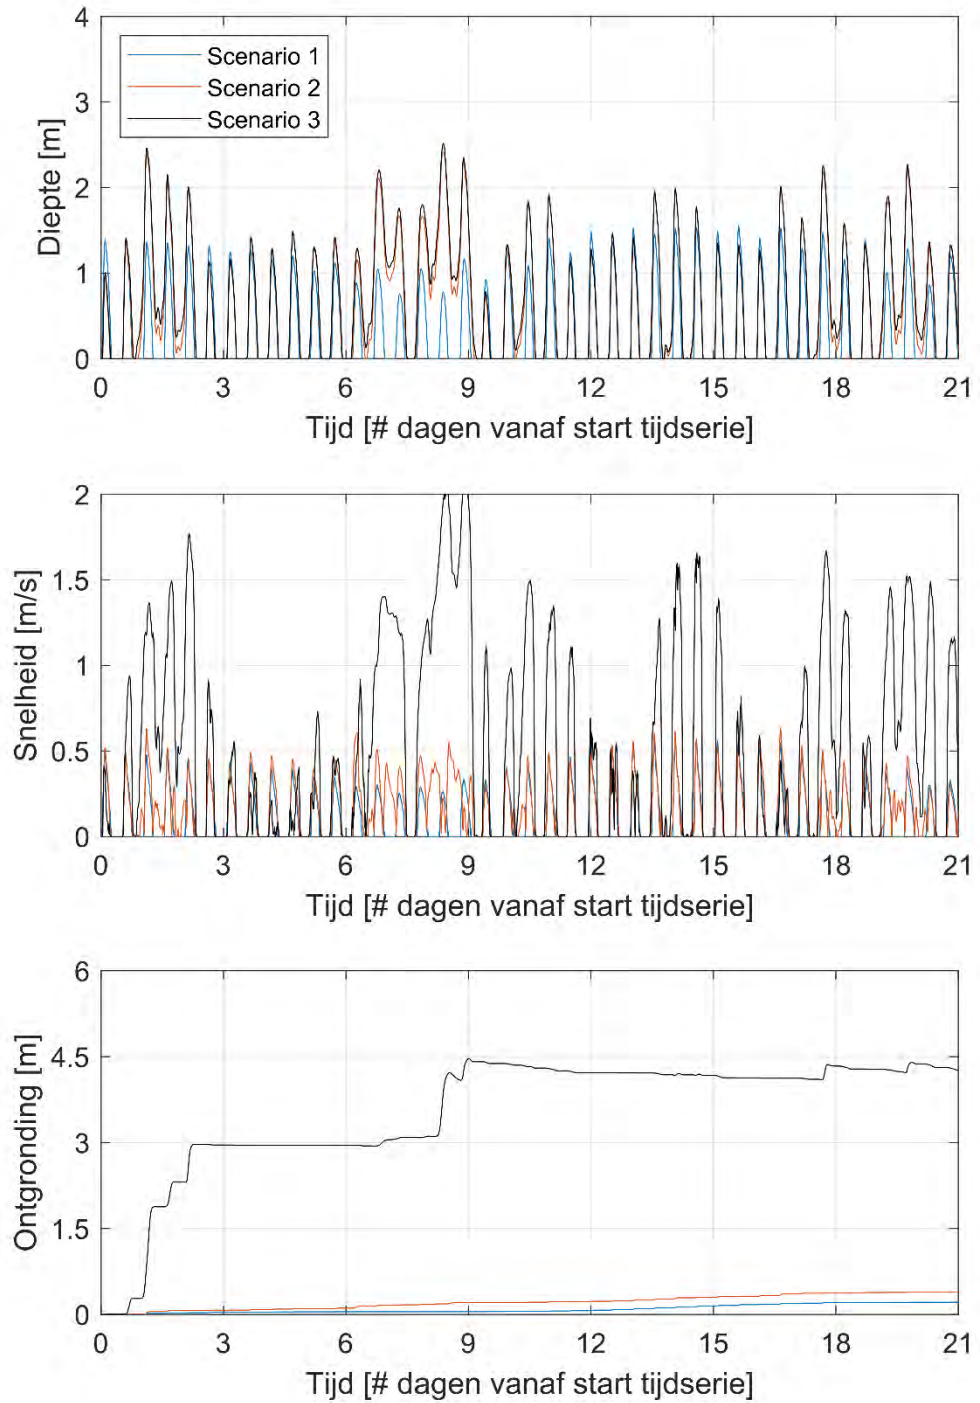 4
3
2
1
0
Diepte [m]
Scenario 1
Scenario 2
Scenario 3
0 3 6 9 12 15 18 21
Tijd [# dagen vanaf start tijdserie]
2
1.5
1
0.5
0
Snelheid [m/s]
0 3 6 9 12 15 18 21
Tijd [# dagen vanaf start tijdserie]
6
4.5
3
1.5
0
Ontgronding [m]
0 3 6 9 12 15 18 21
Tijd [# dagen vanaf start tijdserie]